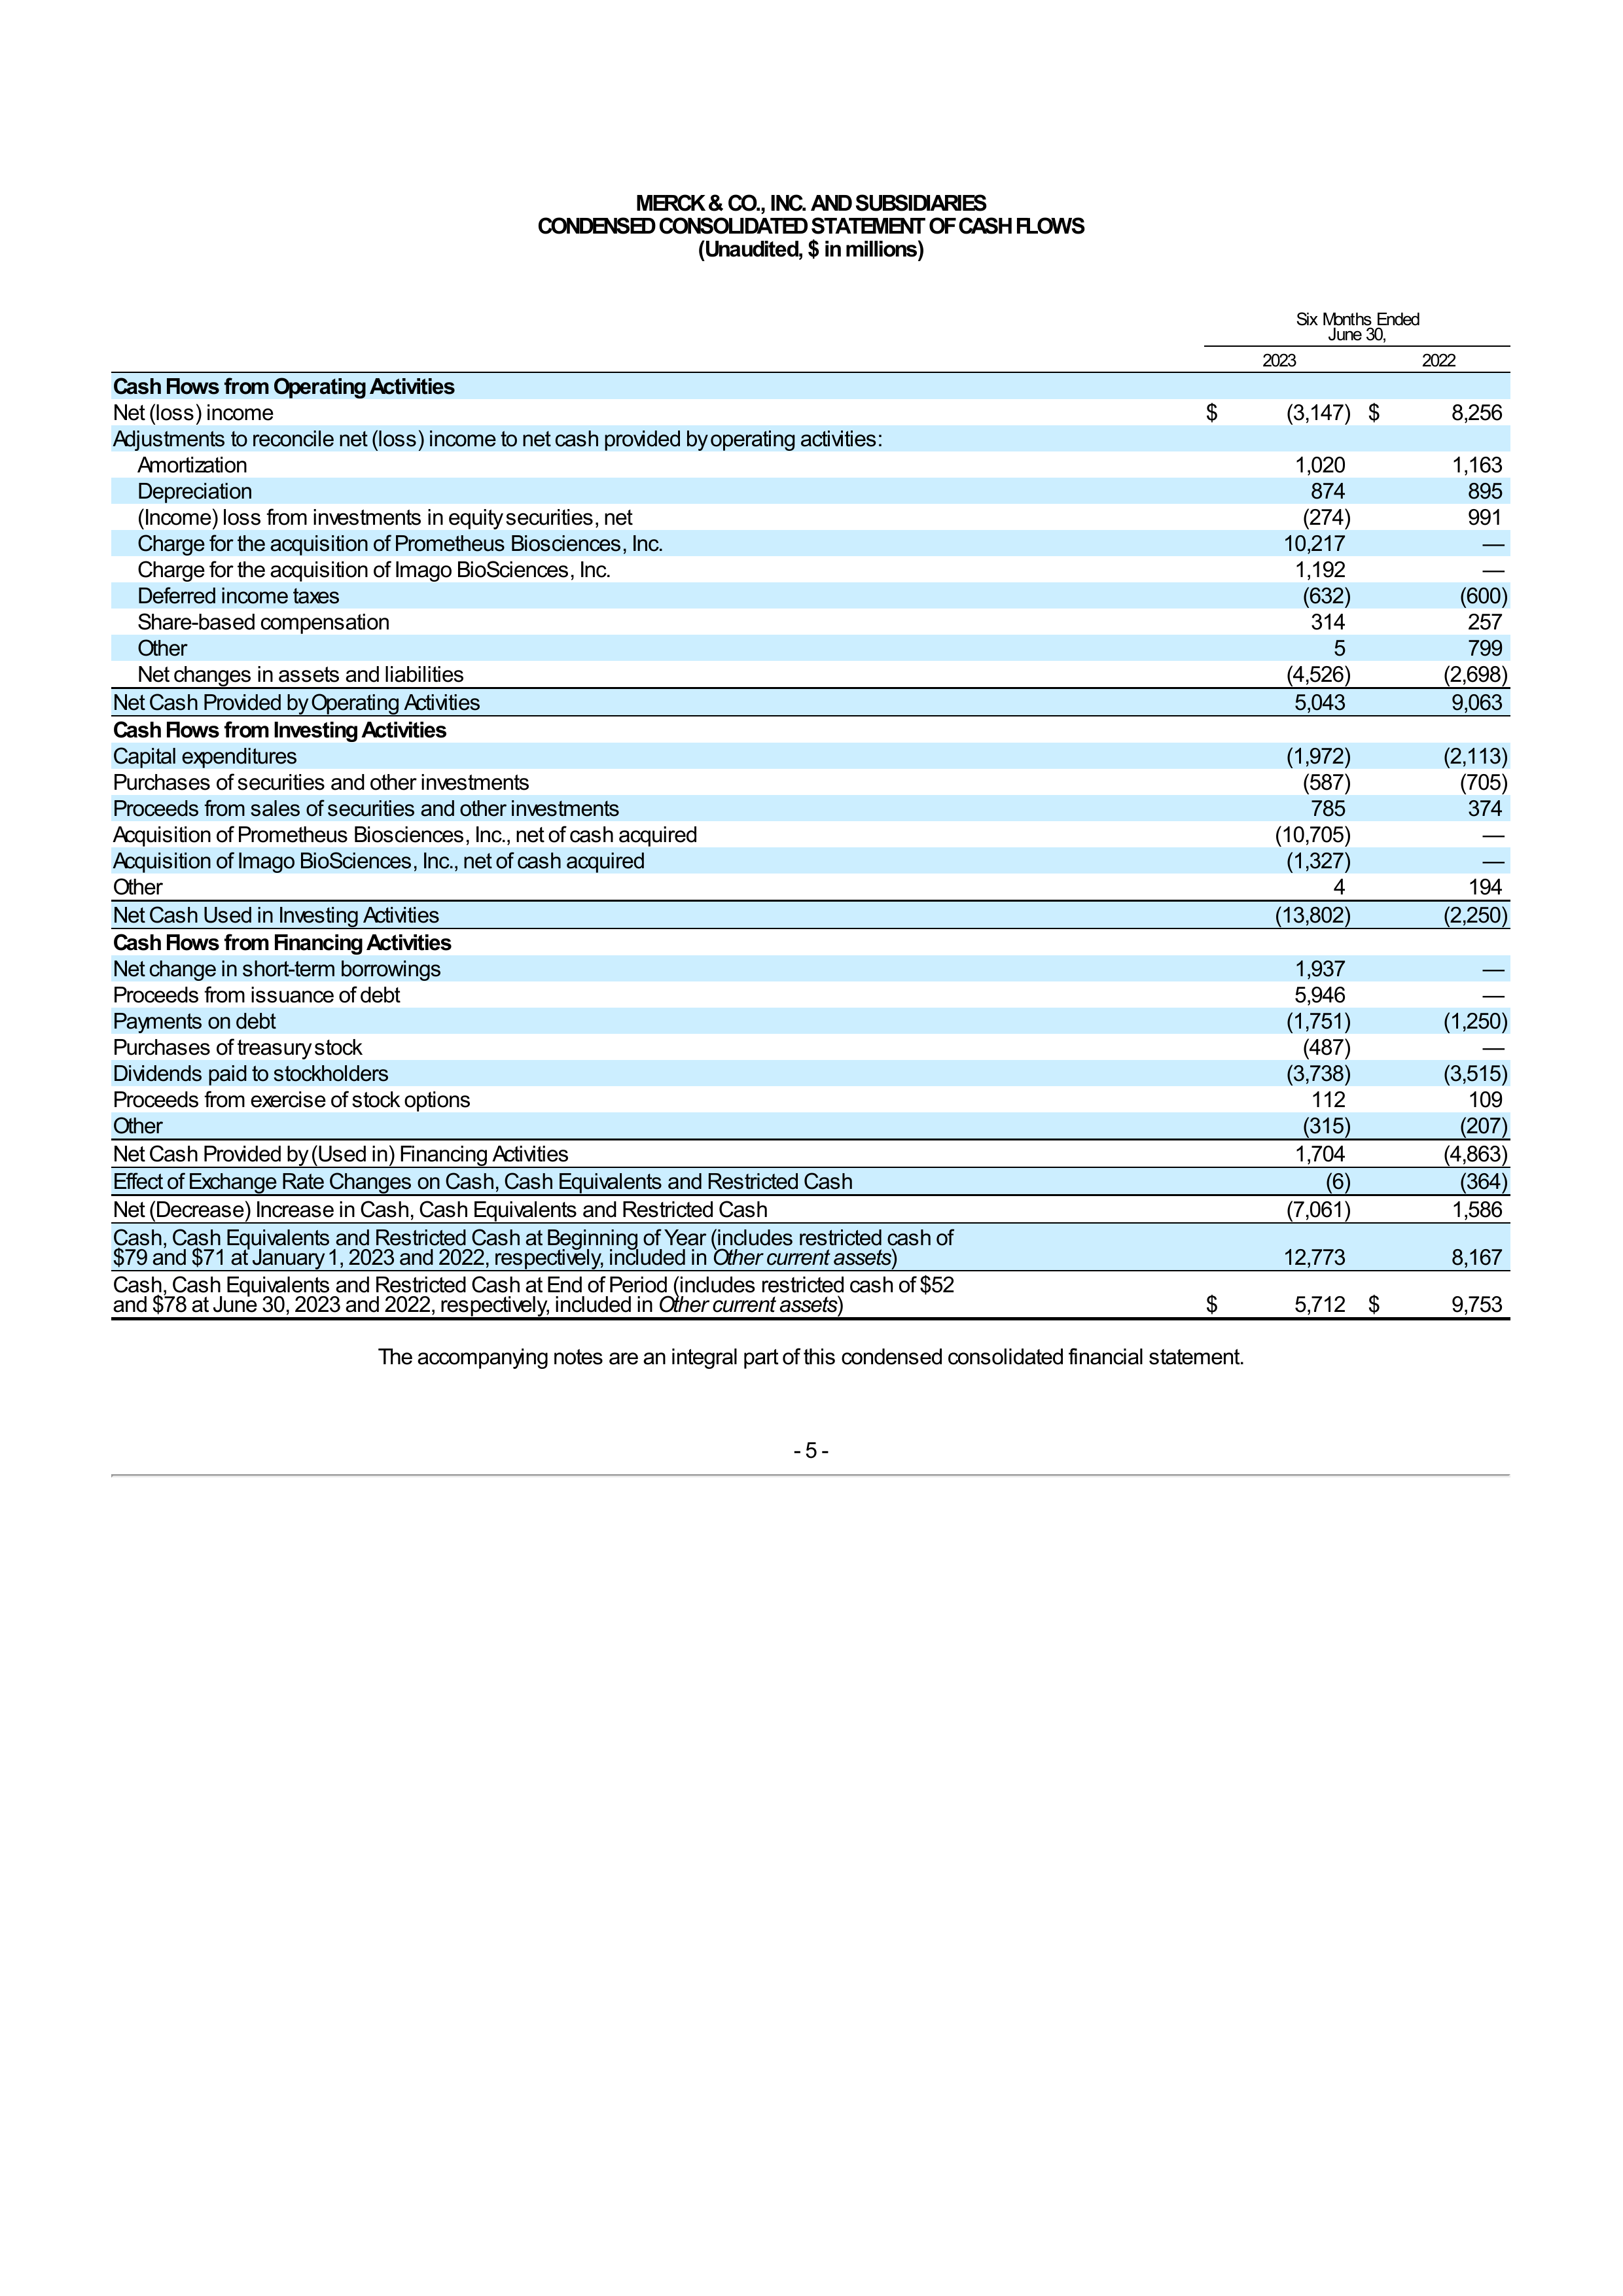 MERCK & CO., INC. AND SUBSIDIARIES
CONDENSED CONSOLIDATED STATEMENT OF CASH FLOWS
(Unaudited, $ in millions)
Six Months Ended
June 30,
2023 2022
Cash Flows from Operating Activities
Net (loss) income $ (3,147) $ 8,256
Adjustments to reconcile net (loss) income to net cash provided by operating activities:
Amortization 1,020 1,163
Depreciation 874 895
(Income) loss from investments in equity securities, net (274) 991
Charge for the acquisition of Prometheus Biosciences, Inc. 10,217 —
Charge for the acquisition of Imago BioSciences, Inc. 1,192 —
Deferred income taxes (632) (600)
Share-based compensation 314 257
Other 5 799
Net changes in assets and liabilities (4,526) (2,698)
Net Cash Provided by Operating Activities 5,043 9,063
Cash Flows from Investing Activities
Capital expenditures (1,972) (2,113)
Purchases of securities and other investments (587) (705)
Proceeds from sales of securities and other investments 785 374
Acquisition of Prometheus Biosciences, Inc., net of cash acquired (10,705) —
Acquisition of Imago BioSciences, Inc., net of cash acquired (1,327) —
Other 4 194
Net Cash Used in Investing Activities (13,802) (2,250)
Cash Flows from Financing Activities
Net change in short-term borrowings 1,937 —
Proceeds from issuance of debt 5,946 —
Payments on debt (1,751) (1,250)
Purchases of treasury stock (487) —
Dividends paid to stockholders (3,738) (3,515)
Proceeds from exercise of stock options 112 109
Other (315) (207)
Net Cash Provided by (Used in) Financing Activities 1,704 (4,863)
Effect of Exchange Rate Changes on Cash, Cash Equivalents and Restricted Cash (6) (364)
Net (Decrease) Increase in Cash, Cash Equivalents and Restricted Cash (7,061) 1,586
Cash, Cash Equivalents and Restricted Cash at Beginning of Year (includes restricted cash of
$79 and $71 at January 1, 2023 and 2022, respectively, included in Other current assets) 12,773 8,167
Cash, Cash Equivalents and Restricted Cash at End of Period (includes restricted cash of $52
and $78 at June 30, 2023 and 2022, respectively, included in Other current assets) $ 5,712 $ 9,753
The accompanying notes are an integral part of this condensed consolidated financial statement.
- 5 -